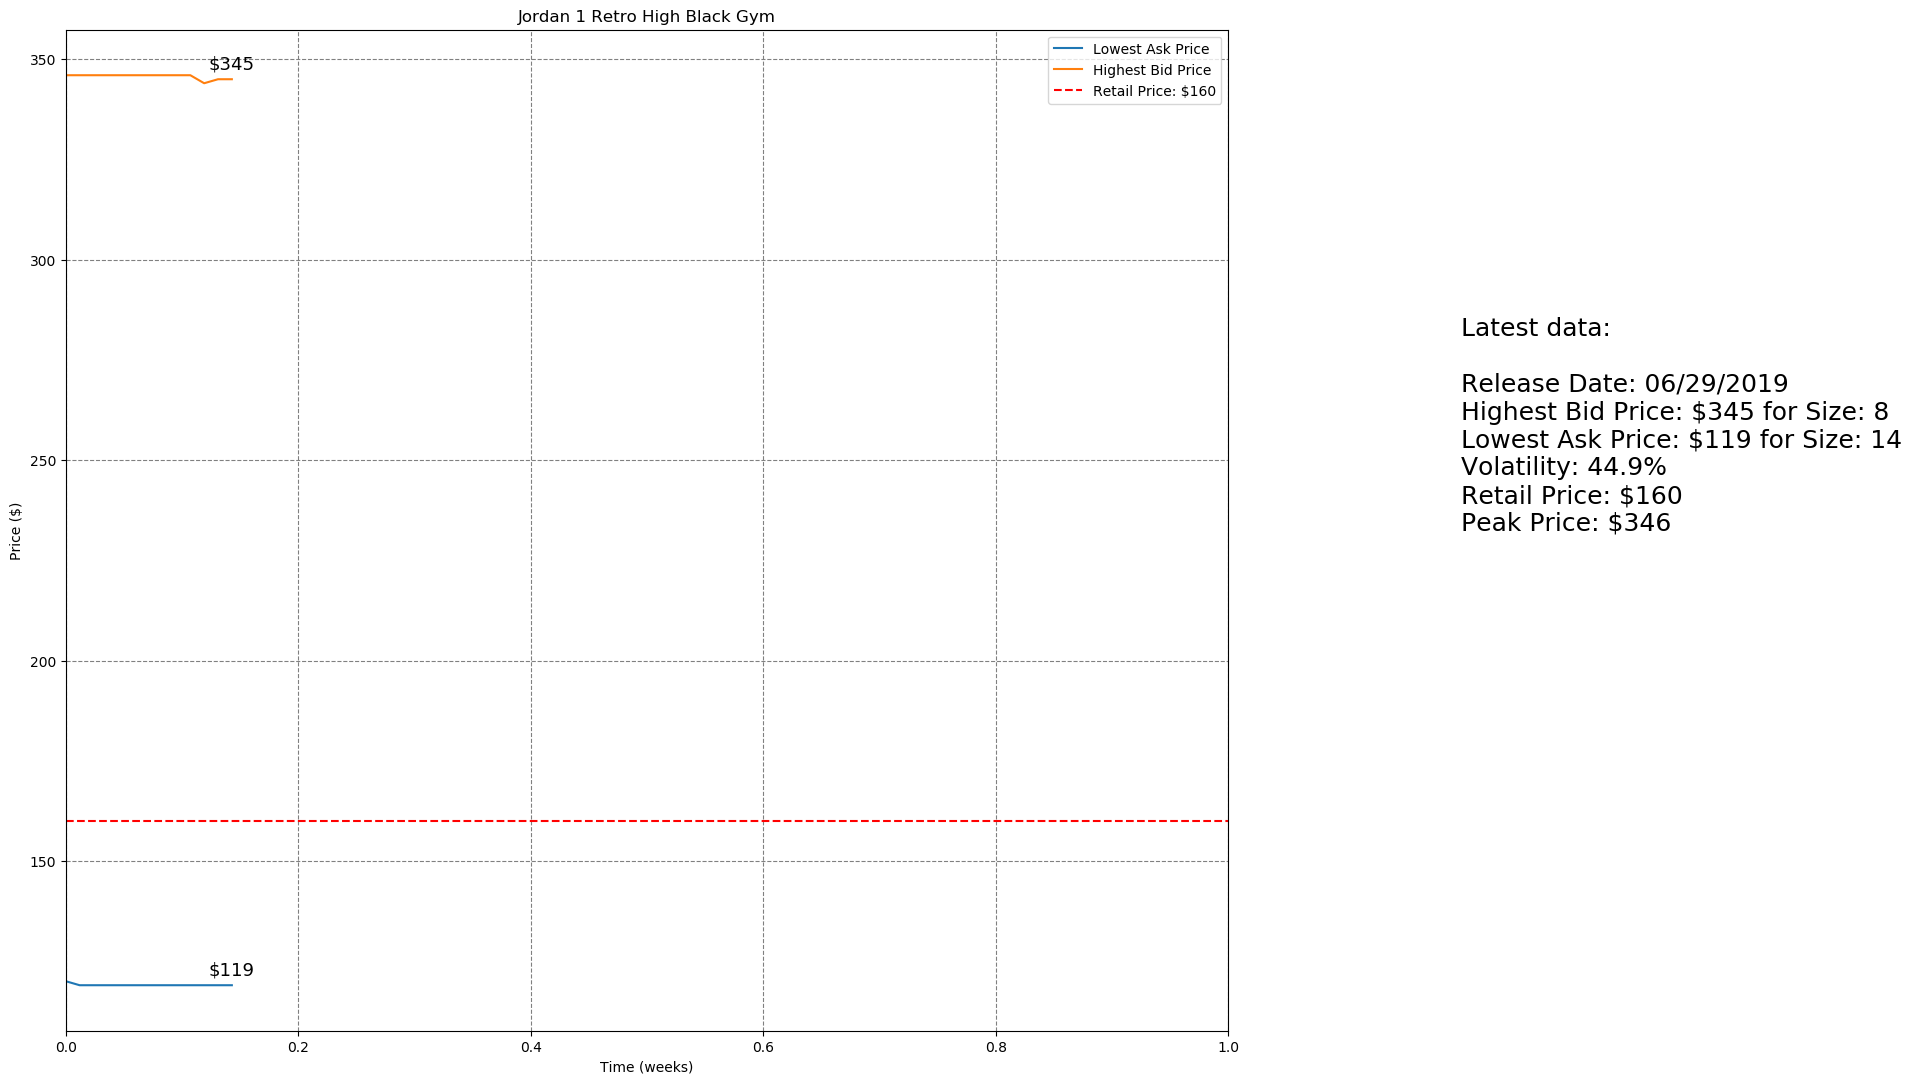 Jordan 1 Retro High Black Gym
Lowest Ask Price
Highest Bid Price
Retail Price: $160
$345
$119
350
300
250
200
150
Price ($)
0.0
0.2
0.4
0.6
0.8
1.0
Time (weeks)
Latest data:
Release Date: 06/29/2019
Highest Bid Price: $345 for Size: 8
Lowest Ask Price: $119 for Size: 14
Volatility: 44.9%
Retail Price: $160
Peak Price: $346